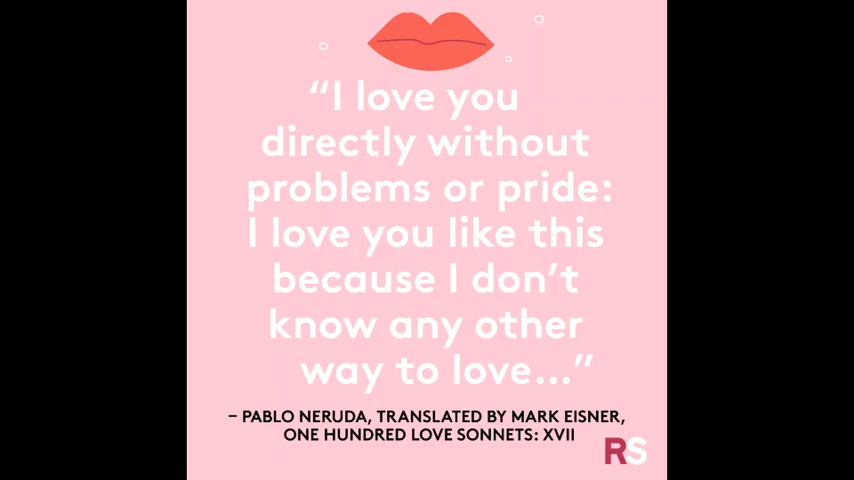 “I love you
directly without
problems or pride:
I love you like this
because I don’t
know any other
way to love...”
– PABLO NERUDA, TRANSLATED BY MARK EISNER,
ONE HUNDRED LOVE SONNETS: XVII
RS